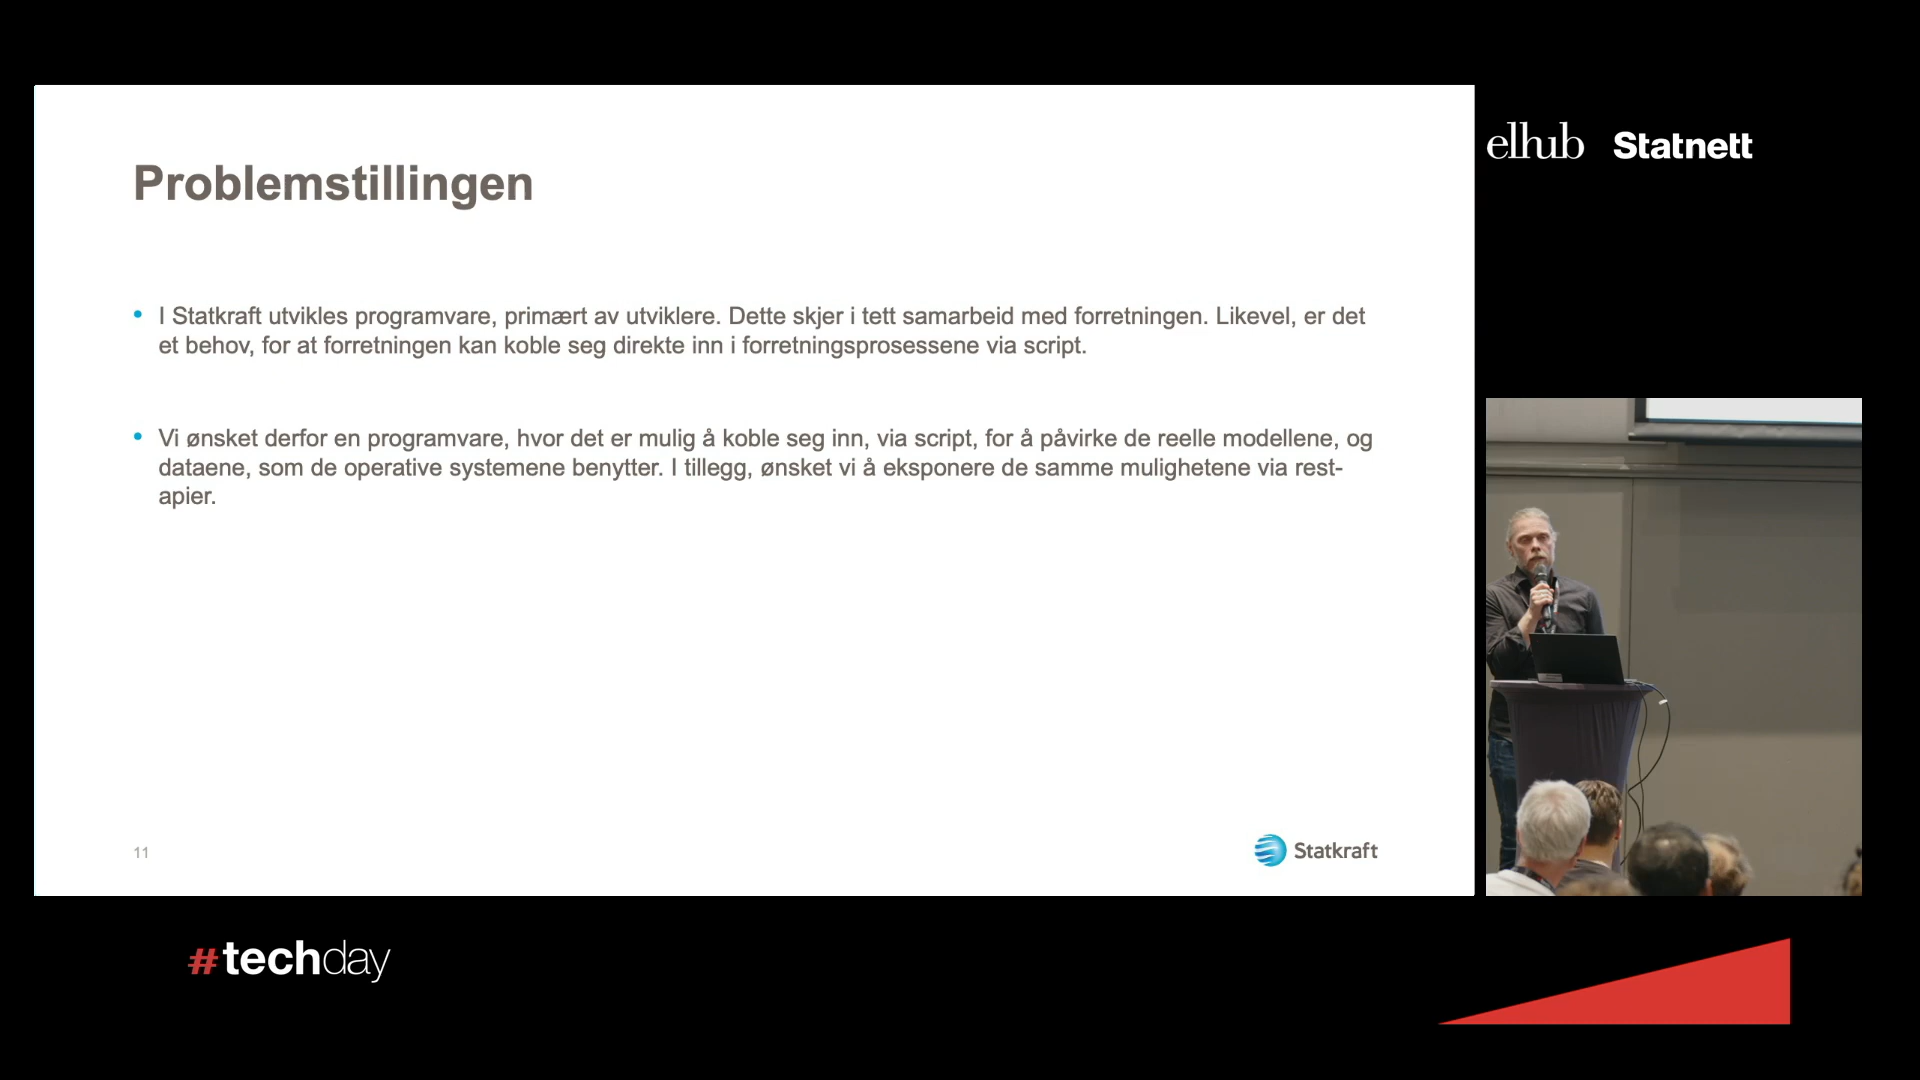 Problemstillingen
• I Statkraft utvikles programvare, primært av utviklere. Dette skjer i tett samarbeid med forretningen. Likevel, er det
et behov, for at forretningen kan koble seg direkte inn i forretningsprosessene via script.
• Vi ønsket derfor en programvare, hvor det er mulig å koble seg inn, via script, for å påvirke de reelle modellene, og
dataene, som de operative systemene benytter. I tillegg, ønsket vi å eksponere de samme mulighetene via rest-
apier.
11
Statkraft
elhub Statnett
#techday